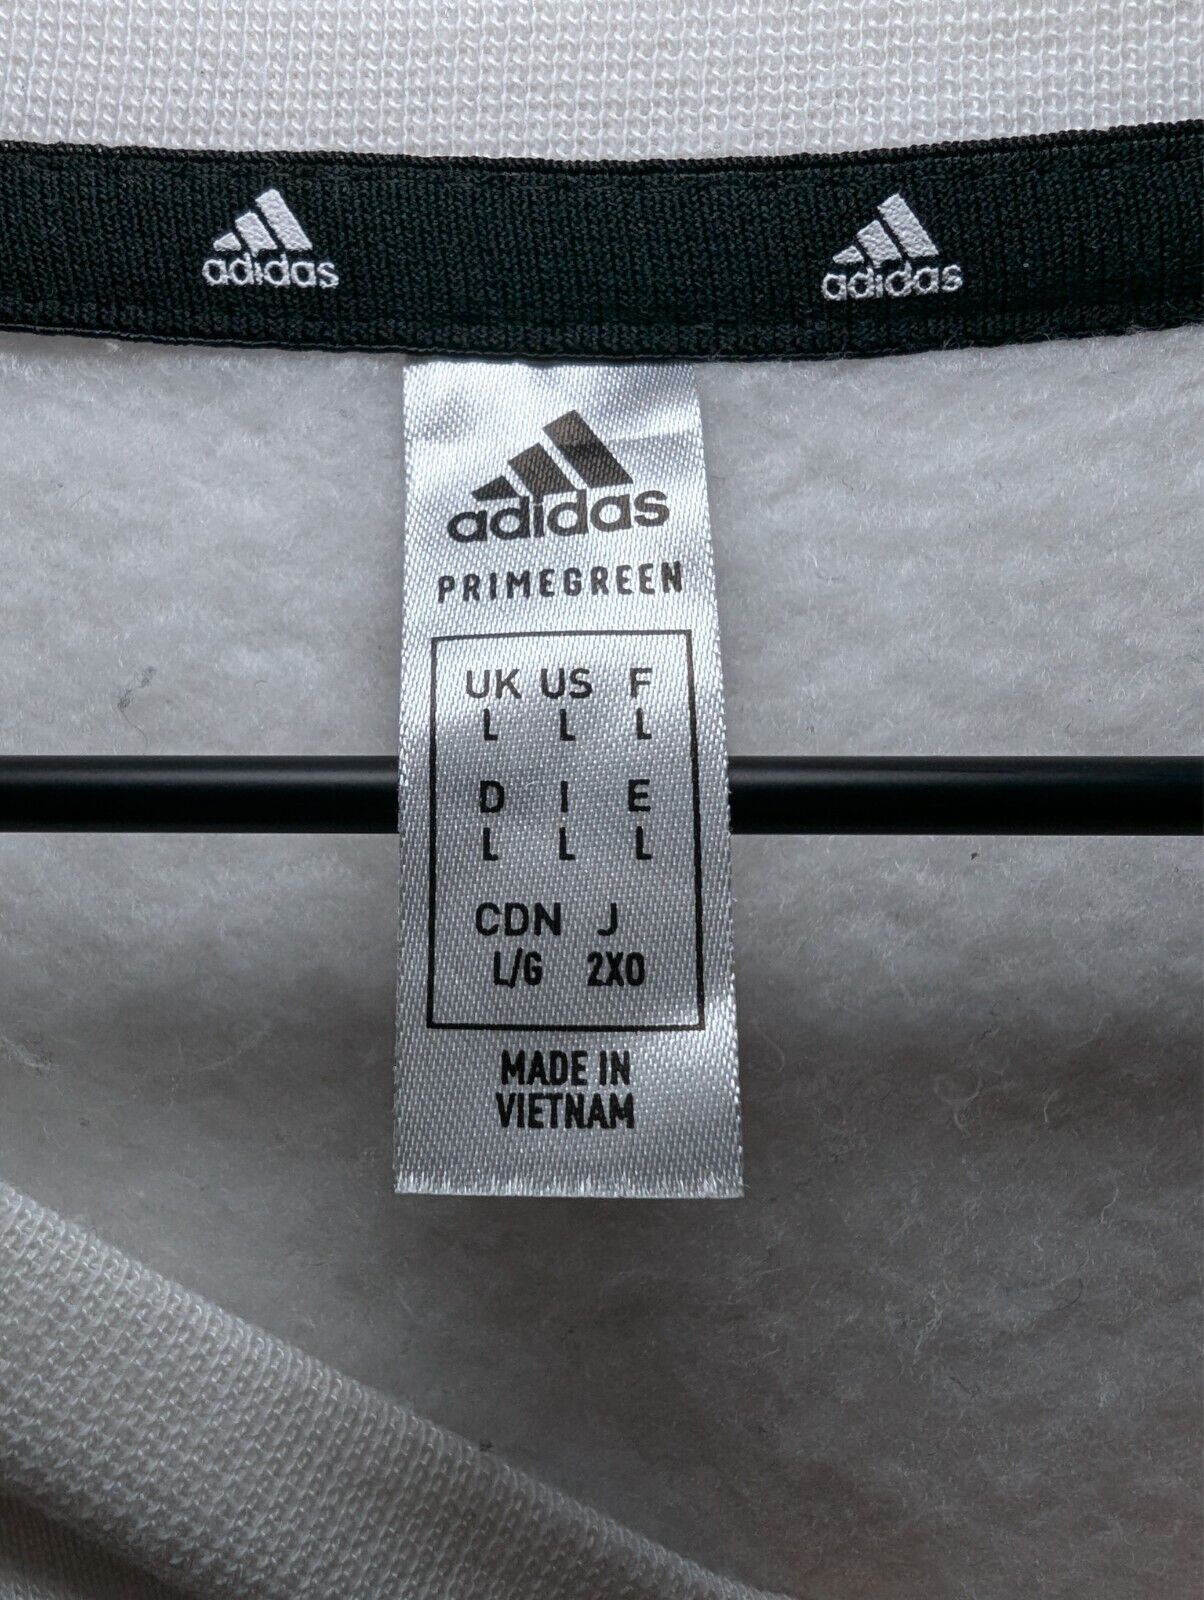 adidas adidas
adidas
PRIMEGREEN
UK US F
L L L
D I E
L L L
CDN J
L/G 2XO
MADE IN
VIETNAM